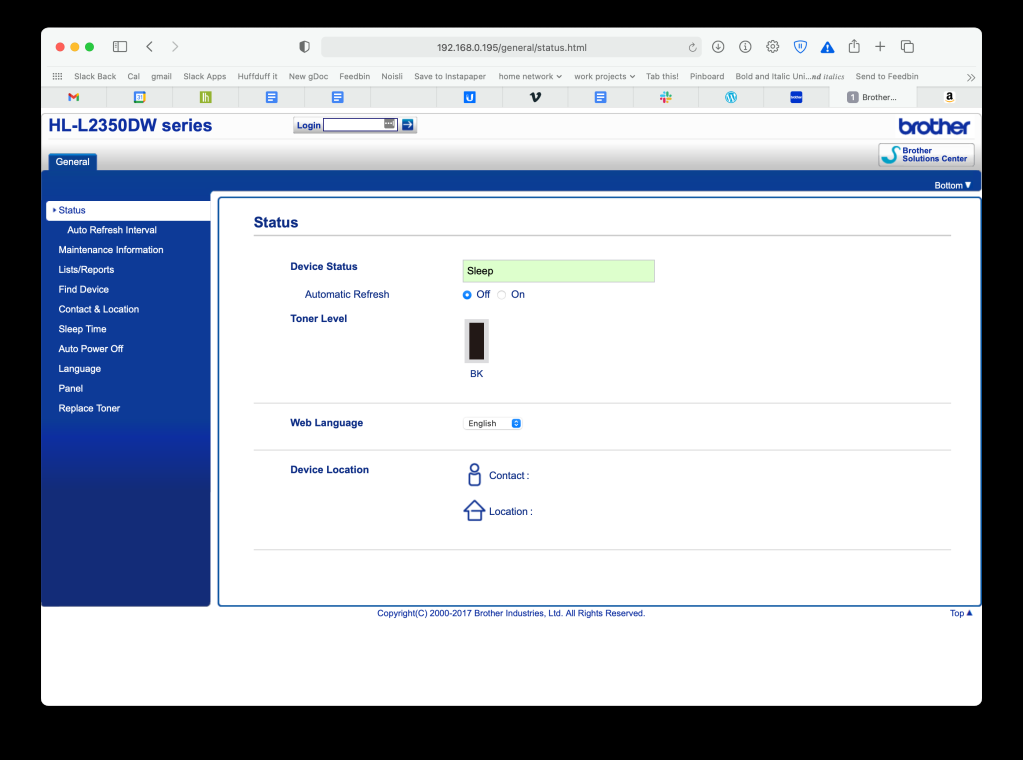 192.168.0.195/general/status.html
Slack Back Cal gmail Slack Apps Huffduff it New gDoc Feedbin Noisli Save to Instapaper home network work projects Tab this! Pinboard Bold and Italic Uni...nd italics Send to Feedbin
31 lh U 1 Brother... a
HL-L2350DW series
Login
brother
Brother
Solutions Center
General
Bottom▼
Status
Auto Refresh Interval
Maintenance Information
Lists/Reports
Find Device
Contact & Location
Sleep Time
Auto Power Off
Language
Panel
Replace Toner
Status
Device Status
Sleep
Automatic Refresh
Off On
Toner Level
BK
Web Language
English
Device Location
Contact :
Location :
Copyright(C) 2000-2017 Brother Industries, Ltd. All Rights Reserved.
Top▲